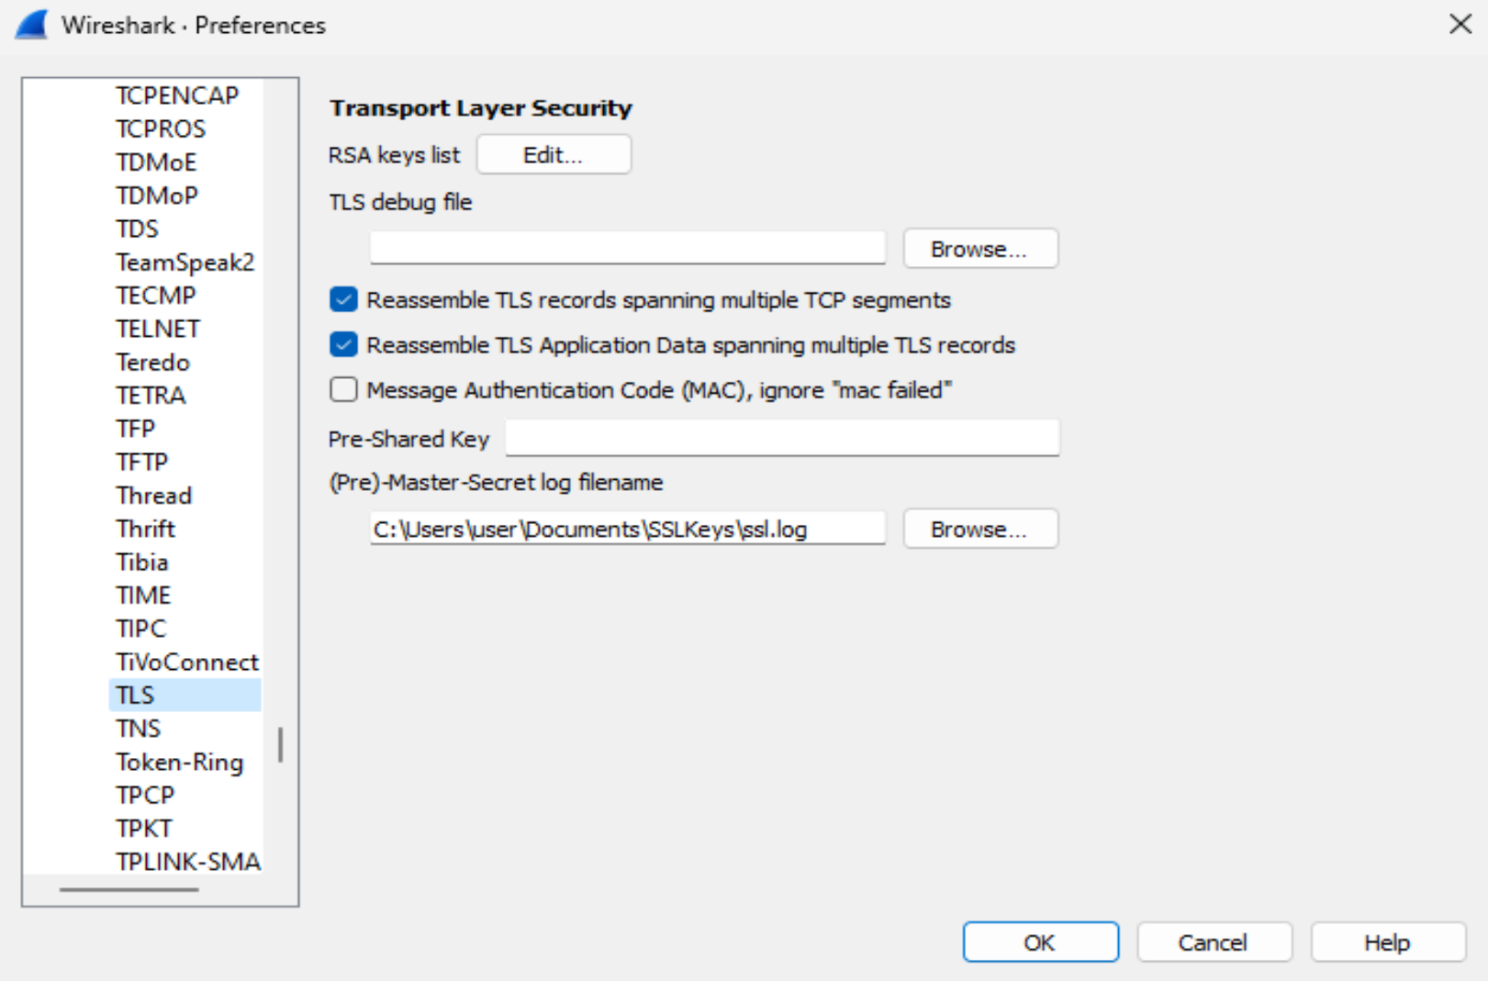 Wireshark · Preferences
TCPENCAP
TCPROS
TDMoE
TDMoP
TDS
TeamSpeak2
TECMP
TELNET
Teredo
TETRA
TFP
TFTP
Thread
Thrift
Tibia
TIME
TIPC
TiVoConnect
TLS
TNS
Token-Ring
TPCP
TPKT
TPLINK-SMA
Transport Layer Security
RSA keys list Edit...
TLS debug file
Browse...
Reassemble TLS records spanning multiple TCP segments
Reassemble TLS Application Data spanning multiple TLS records
Message Authentication Code (MAC), ignore "mac failed"
Pre-Shared Key
(Pre)-Master-Secret log filename
C:\Users\user\Documents\SSLKeys\ssl.log Browse...
OK Cancel Help